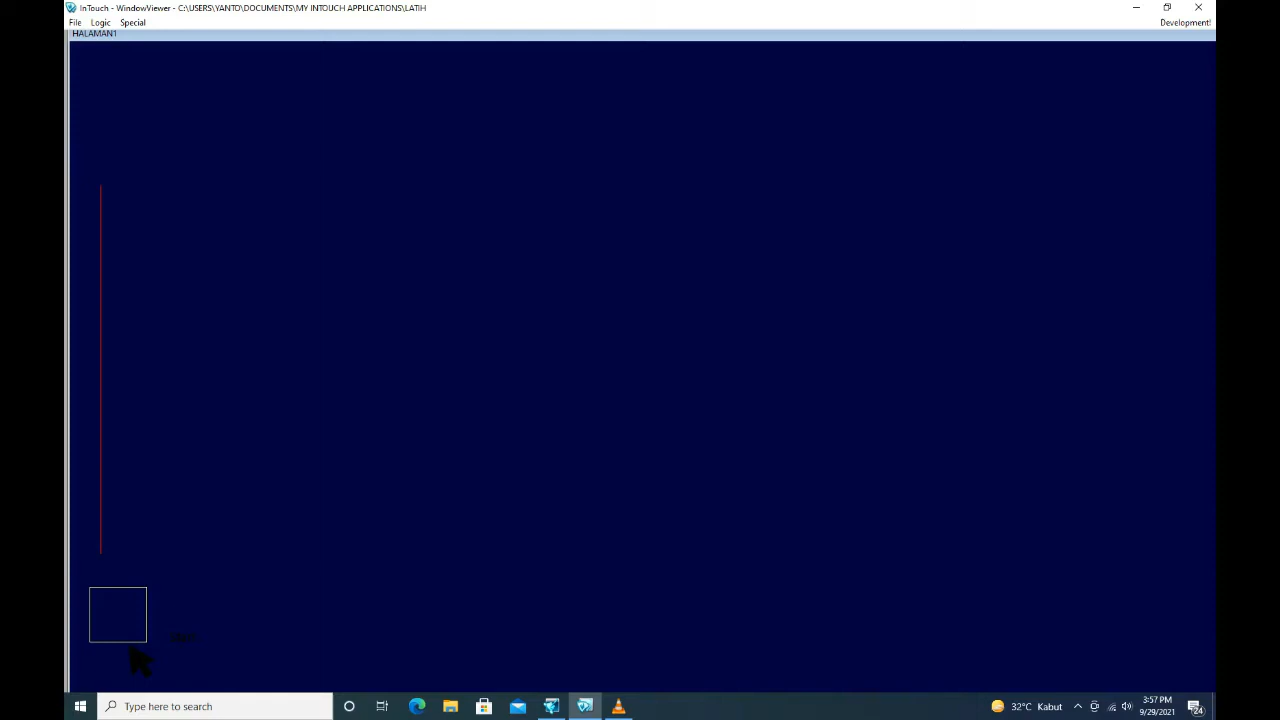 InTouch - WindowViewer - C:\USERS\YANTO\DOCUMENTS\MY INTOUCH APPLICATIONS\LATIH
File Logic Special Development!
HALAMAN1
Type here to search
32°C Kabut
3:57 PM
9/29/2021
24